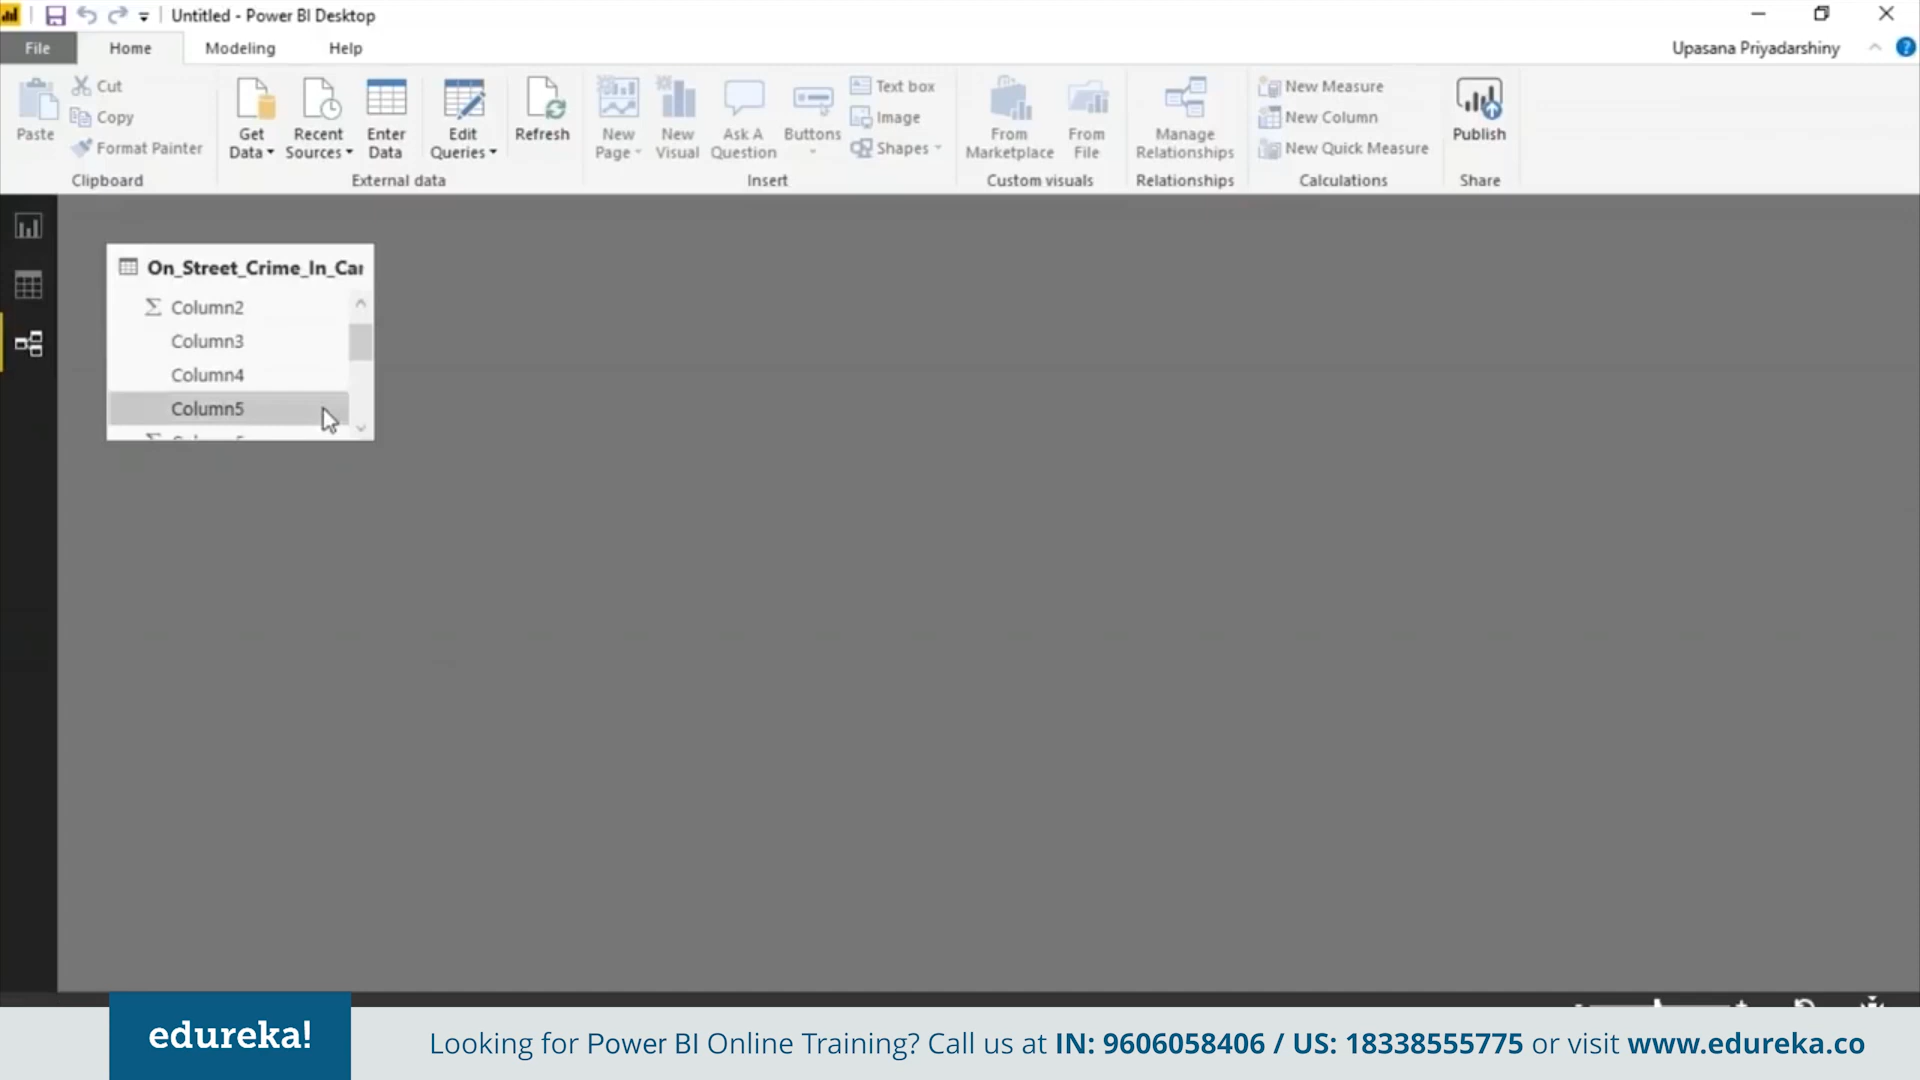 Untitled - Power BI Desktop
File Home Modeling Help Upasana Priyadarshiny
Paste
Cut
Copy
Format Painter
Clipboard
Get Data
Recent Sources
Enter Data
Edit Queries
Refresh
External data
New Page
New Visual
Ask A Question
Buttons
Text box
Image
Shapes
Insert
From Marketplace
From File
Custom visuals
Manage Relationships
Relationships
New Measure
New Column
New Quick Measure
Calculations
Publish
Share
On_Street_Crime_In_Car
Column2
Column3
Column4
Column5
edureka!
Looking for Power BI Online Training? Call us at IN: 9606058406 / US: 18338555775 or visit www.edureka.co